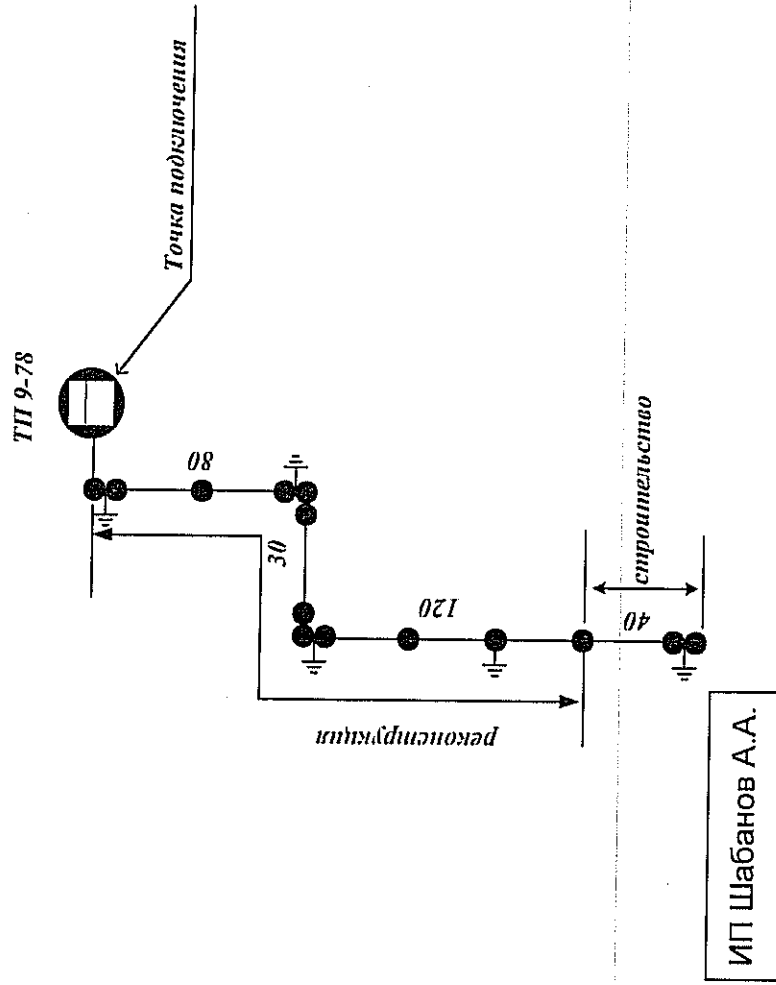 ТП 9-78
Точка подключения
80
30
120
реконструкция
строительство
40
ИП Шабанов А.А.